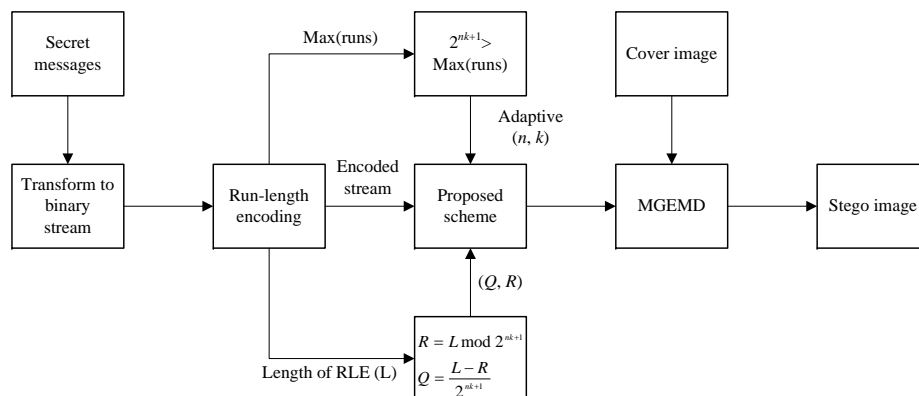 Secret
messages
Max(runs)
2^{nk+1}>
Max(runs)
Cover image
Adaptive
(n, k)
Transform to
binary
stream
Run-length
encoding
Encoded
stream
Proposed
scheme
MGEMD
Stego image
(Q, R)
Length of RLE (L)
R = L mod 2^{nk+1}
Q = \frac{L - R}{2^{nk+1}}